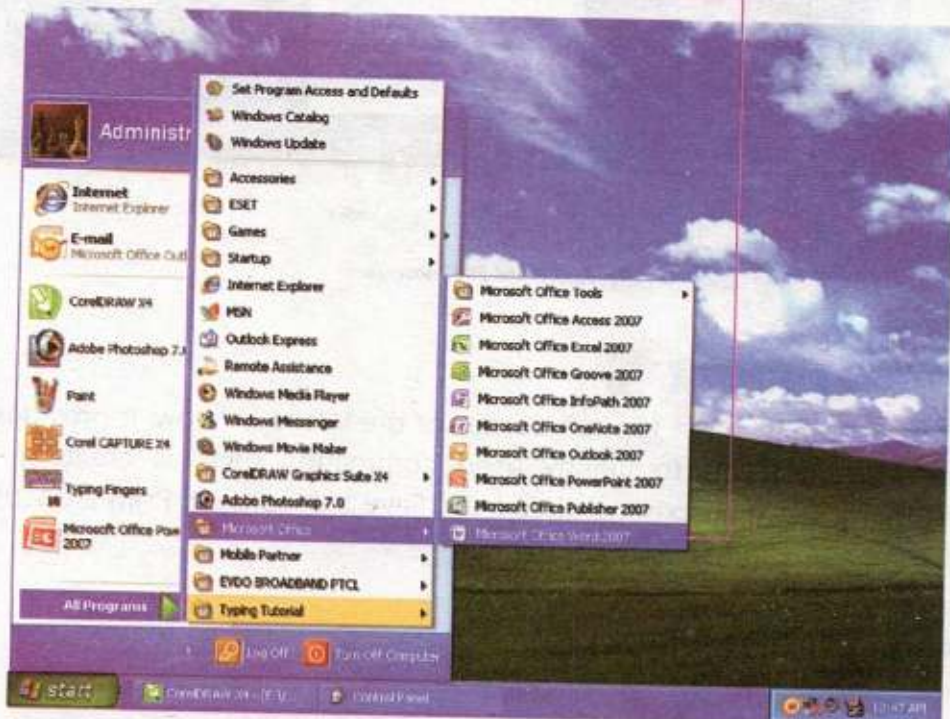 Administr
Internet
Internet Explorer
E-mail
Microsoft Office Outl
CorelDRAW X4
Adobe Photoshop 7.
Paint
Corel CAPTURE X4
Typing Fingers
Microsoft Office Pow
2007
All Programs
Set Program Access and Defaults
Windows Catalog
Windows Update
Accessories
ESET
Games
Startup
Internet Explorer
MSN
Outlook Express
Remote Assistance
Windows Media Player
Windows Messenger
Windows Movie Maker
CorelDRAW Graphics Suite X4
Adobe Photoshop 7.0
Microsoft Office
Mobile Partner
EVDO BROADBAND PTCL
Typing Tutorial
Microsoft Office Tools
Microsoft Office Access 2007
Microsoft Office Excel 2007
Microsoft Office Groove 2007
Microsoft Office InfoPath 2007
Microsoft Office OneNote 2007
Microsoft Office Outlook 2007
Microsoft Office PowerPoint 2007
Microsoft Office Publisher 2007
Microsoft Office Word 2007
Log Off
Turn Off Computer
start
CorelDRAW X4
Control Panel
12:47 AM